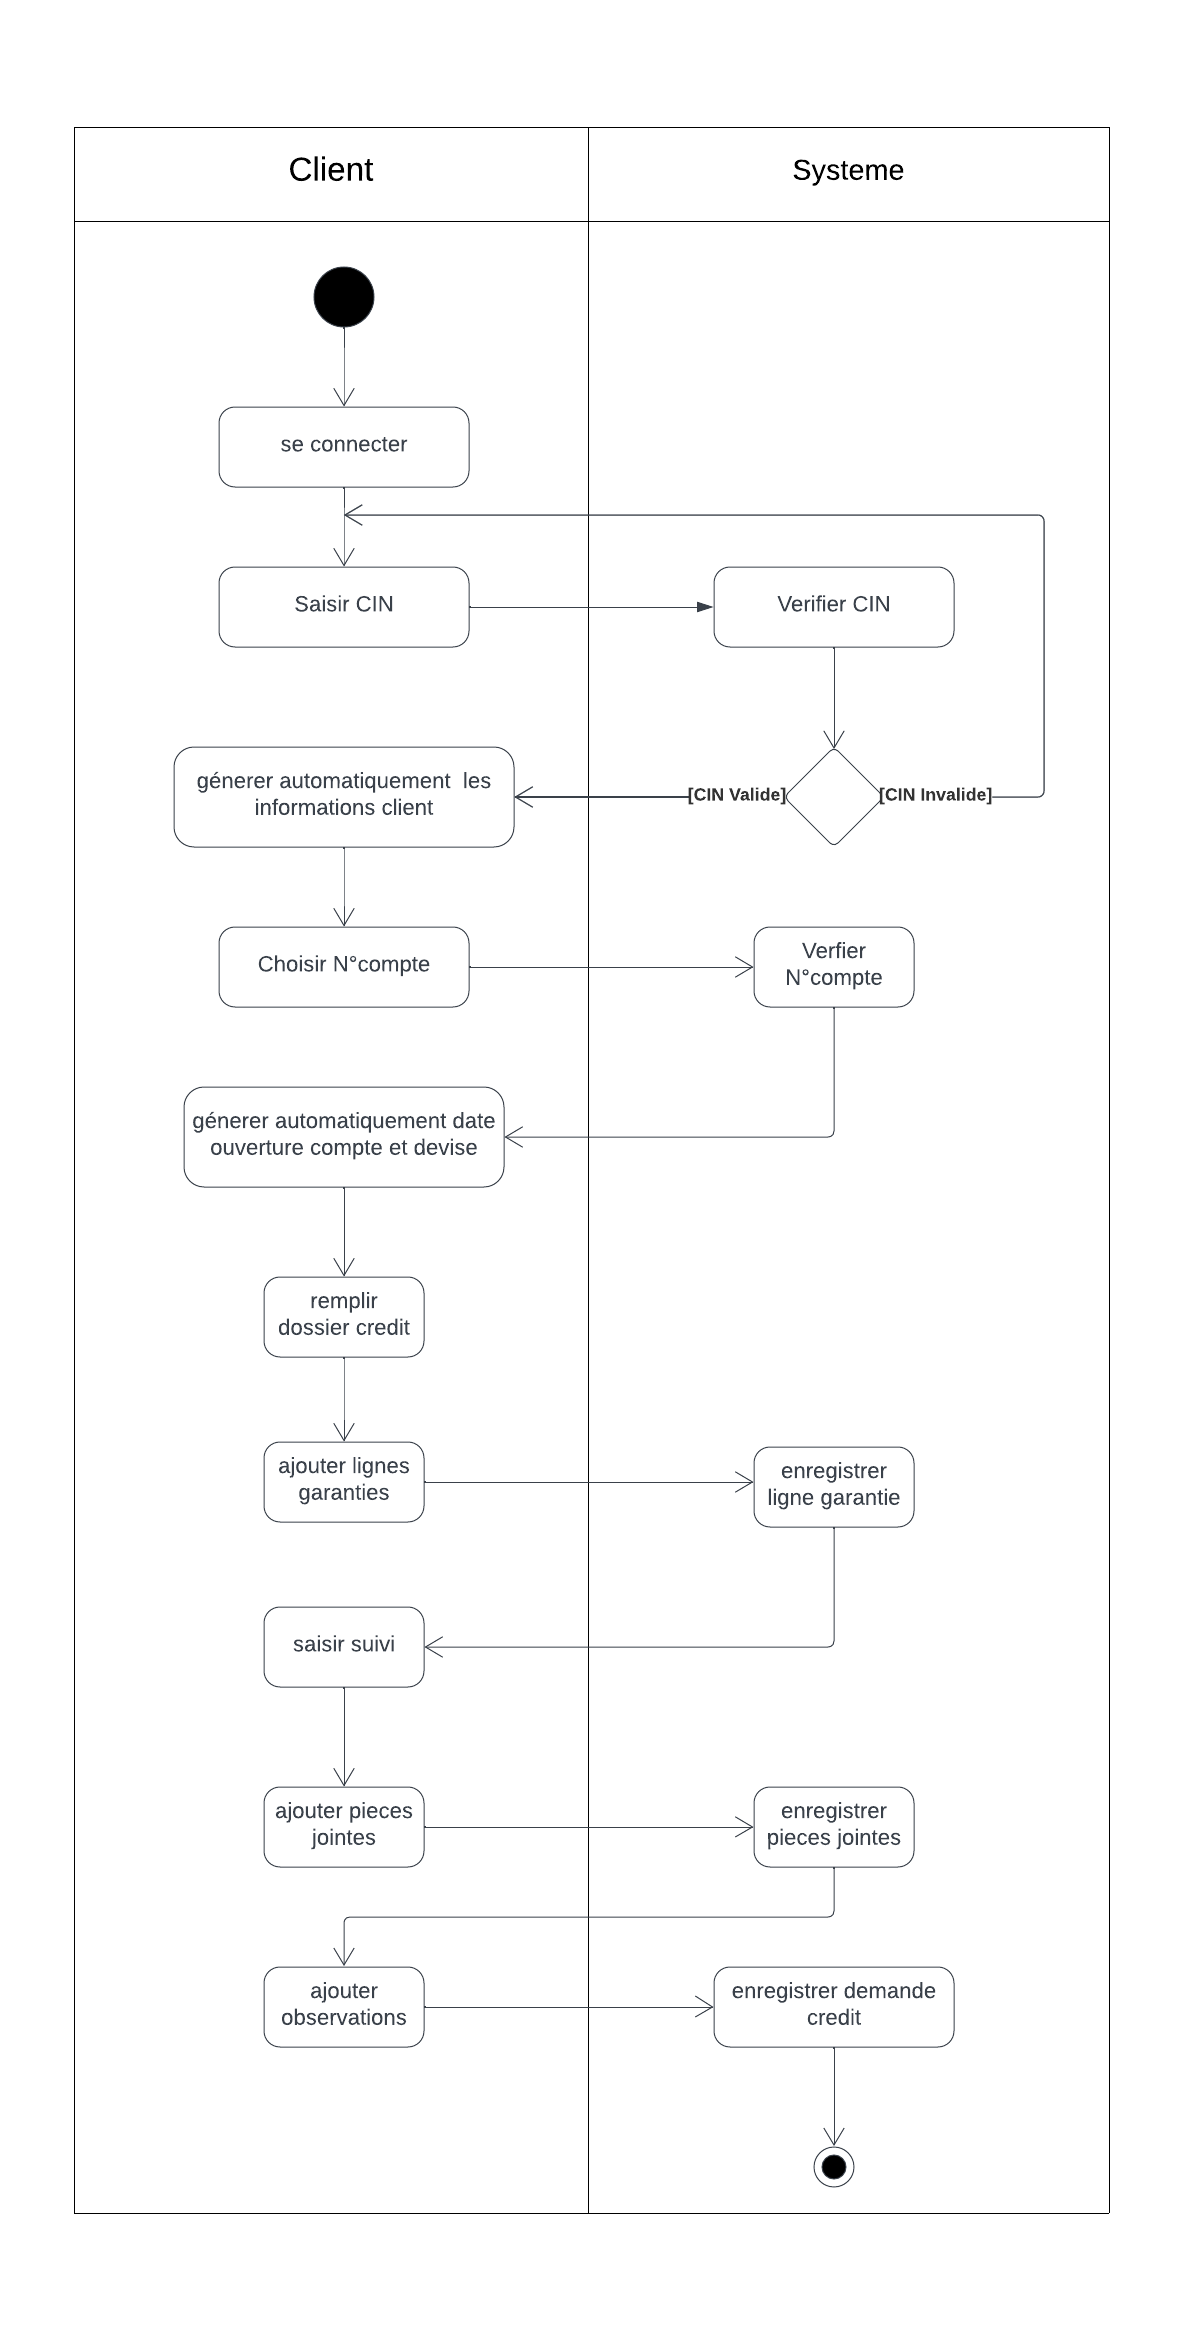 Client
Systeme
se connecter
Saisir CIN
Verifier CIN
génerer automatiquement  les
informations client
[CIN Valide]
[CIN Invalide]
Choisir N°compte
Verfier
N°compte
génerer automatiquement date
ouverture compte et devise
remplir
dossier credit
ajouter lignes
garanties
enregistrer
ligne garantie
saisir suivi
ajouter pieces
jointes
enregistrer
pieces jointes
ajouter
observations
enregistrer demande
credit